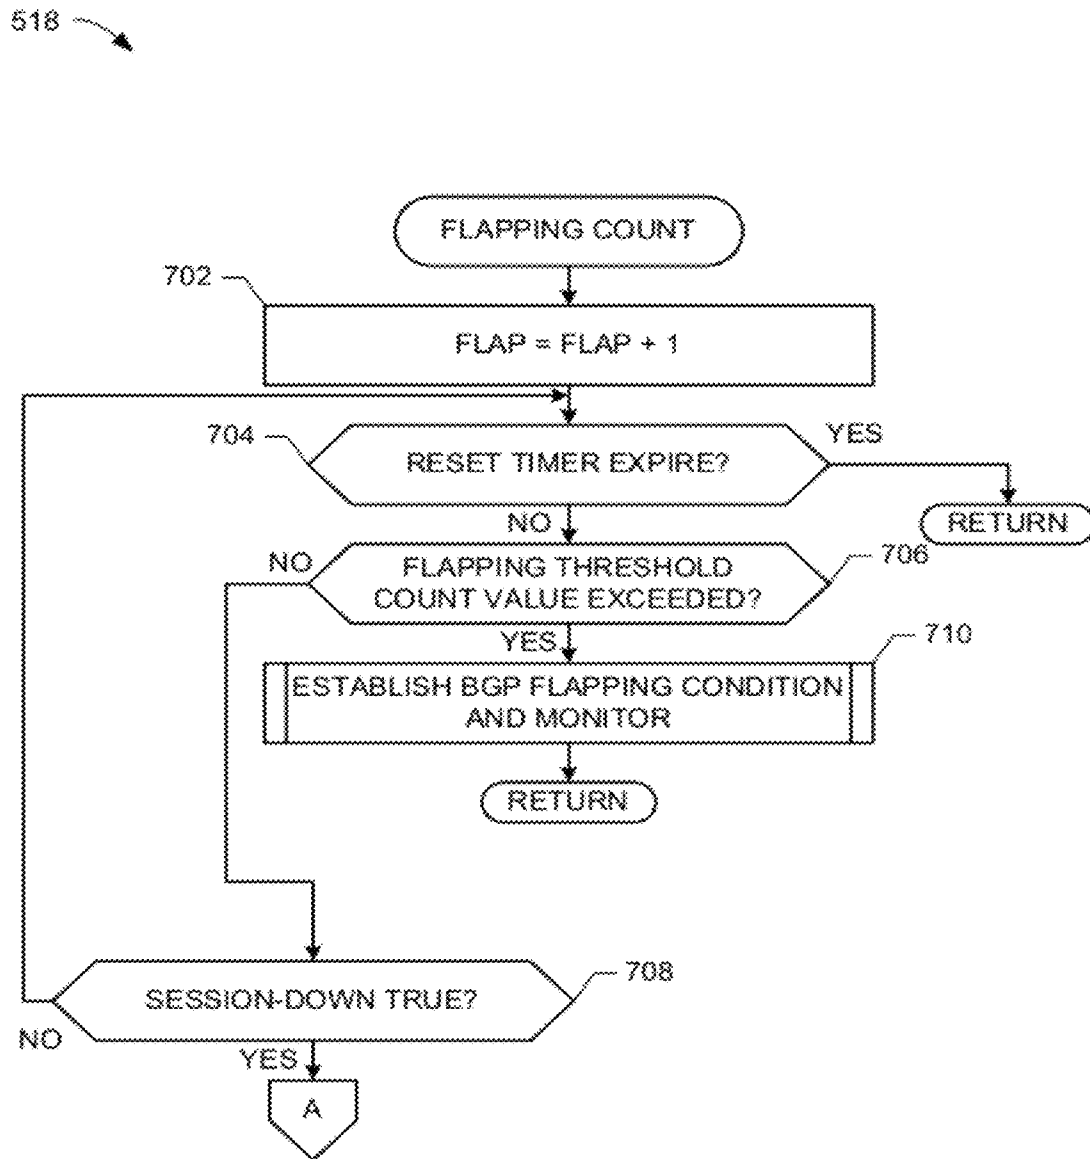 518
FLAPPING COUNT
702
FLAP = FLAP + 1
704
RESET TIMER EXPIRE?
YES
RETURN
NO
NO
FLAPPING THRESHOLD
COUNT VALUE EXCEEDED?
706
YES
710
ESTABLISH BGP FLAPPING CONDITION
AND MONITOR
RETURN
SESSION-DOWN TRUE?
708
NO
YES
A